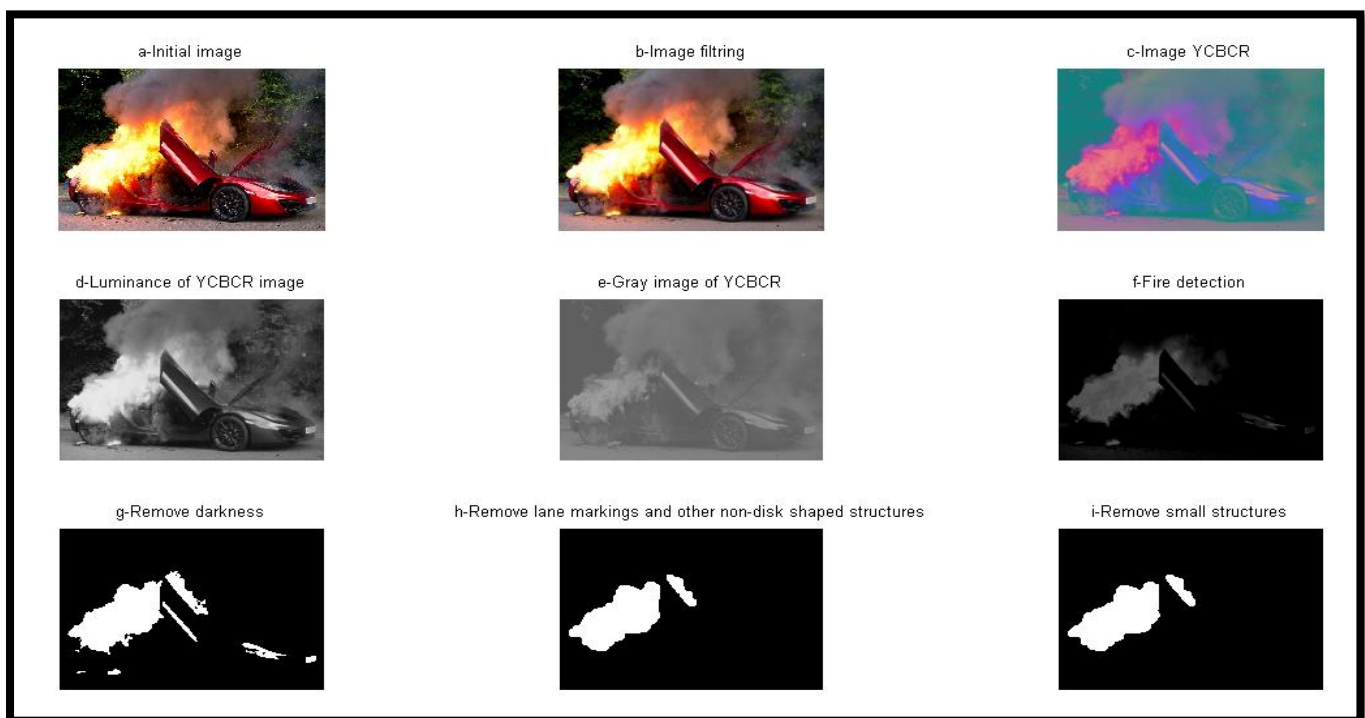 a-Initial image
b-Image filtring
c-Image YCBCR
d-Luminance of YCBCR image
e-Gray image of YCBCR
f-Fire detection
g-Remove darkness
h-Remove lane markings and other non-disk shaped structures
i-Remove small structures